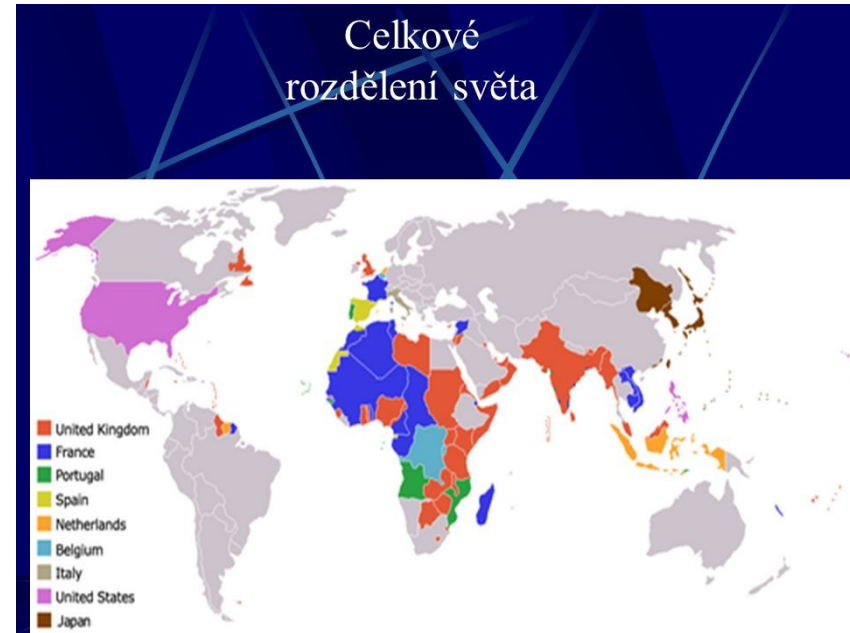 Celkové
rozdělení světa
United Kingdom
France
Portugal
Spain
Netherlands
Belgium
Italy
United States
Japan